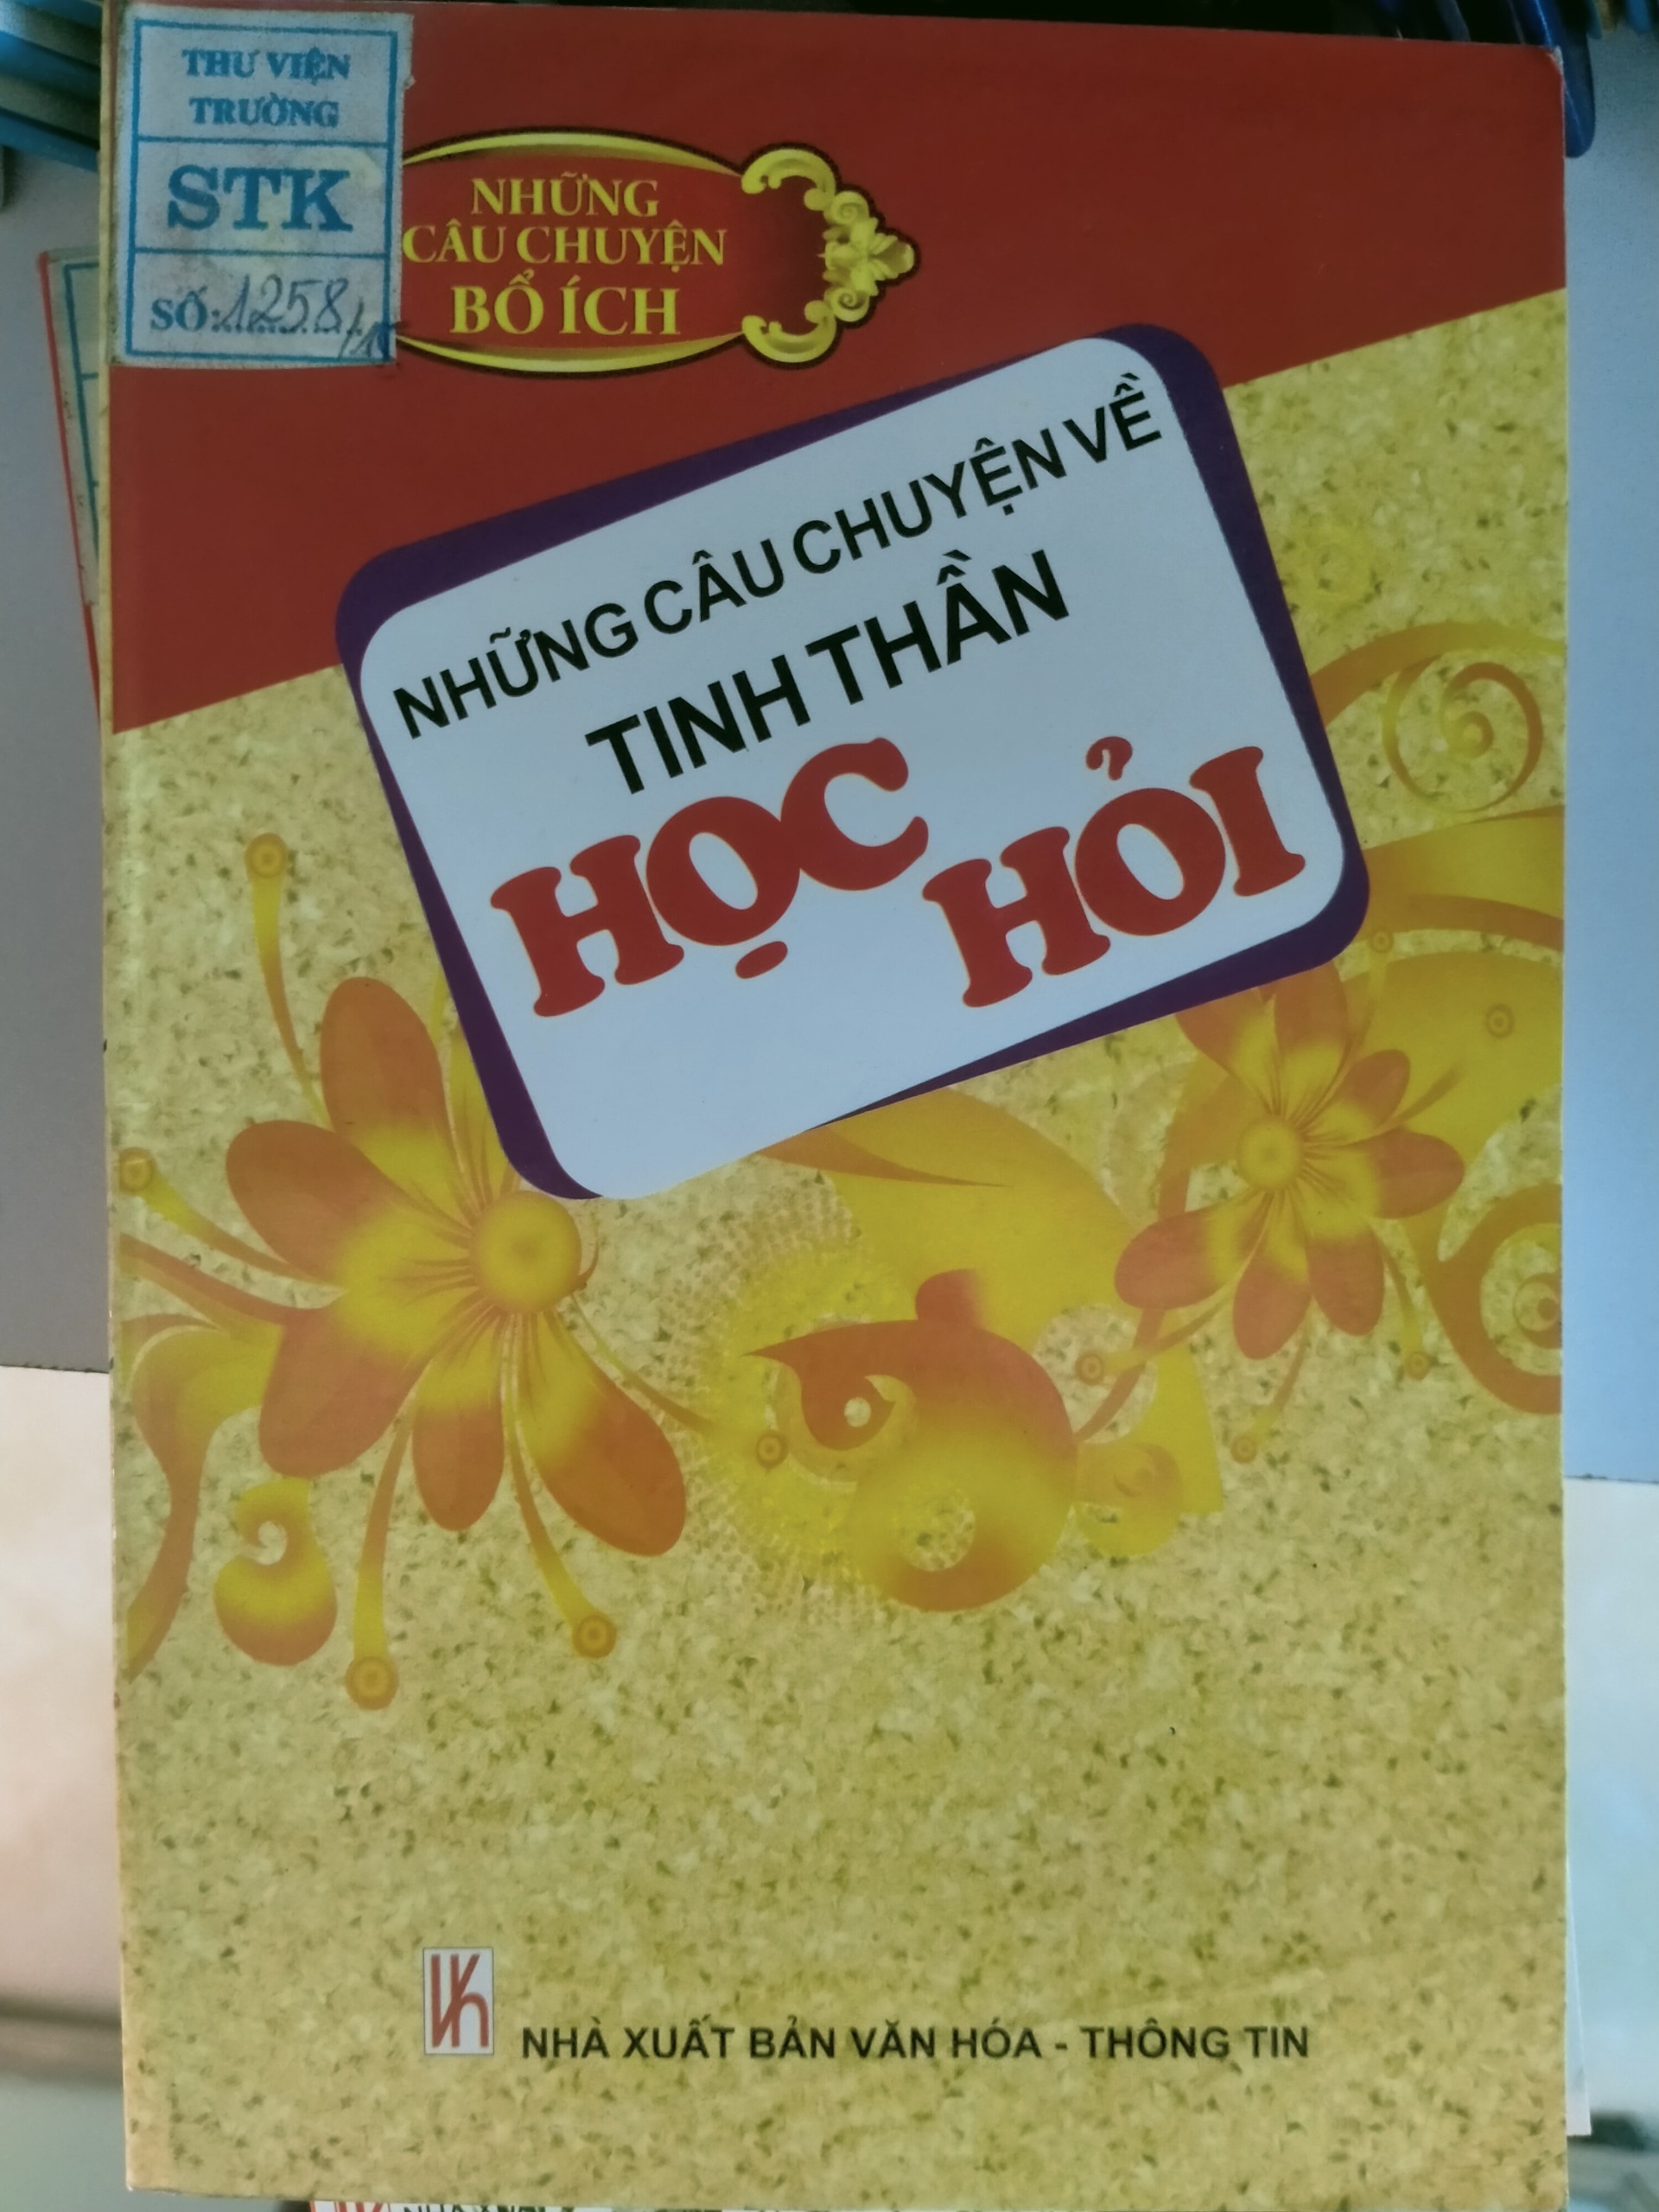 THƯ VIỆN
TRƯỜNG
STK
SỐ: 1258
NHỮNG
CÂU CHUYỆN
BỔ ÍCH
NHỮNG CÂU CHUYỆN VỀ
TINH THẦN
HỌC HỎI
NHÀ XUẤT BẢN VĂN HÓA - THÔNG TIN